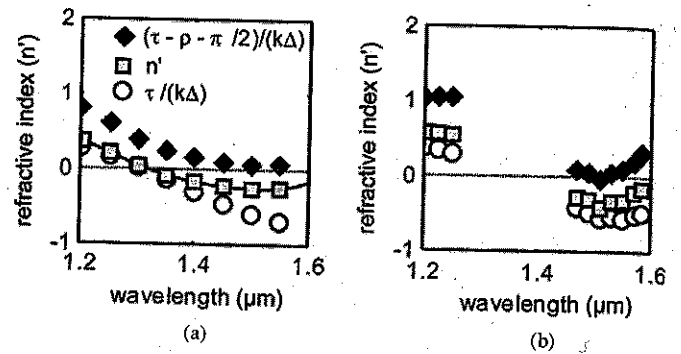 refractive index (n')
2
1
0
-1
(τ - ρ - π /2)/(kΔ)
n'
τ /(kΔ)
1.2
1.4
1.6
wavelength (μm)
(a)
refractive index (n')
2
1
0
-1
1.2
1.4
1.6
wavelength (μm)
(b)